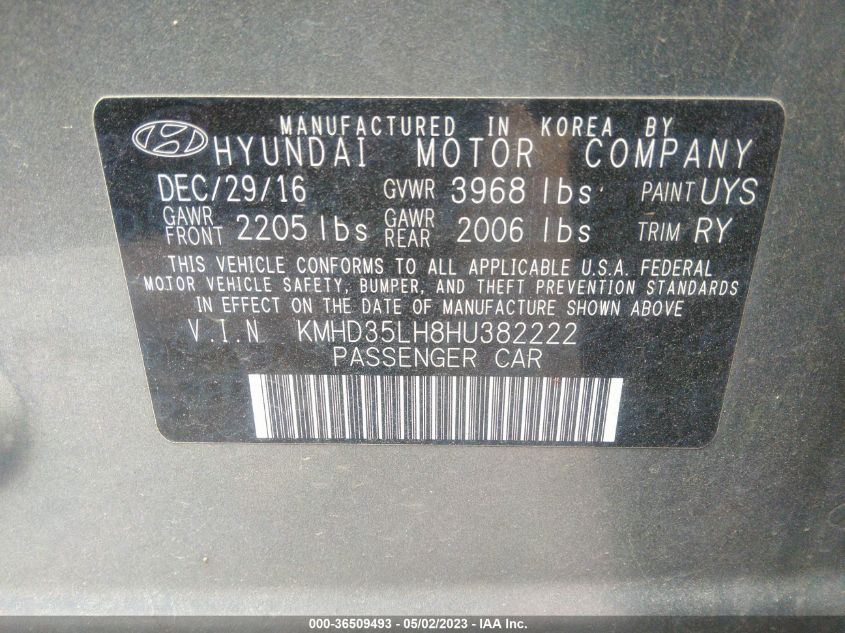 MANUFACTURED IN KOREA BY
HYUNDAI MOTOR COMPANY
DEC/29/16 GVWR 3968 lbs PAINT UYS
GAWR FRONT 2205 lbs GAWR REAR 2006 lbs TRIM RY
THIS VEHICLE CONFORMS TO ALL APPLICABLE U.S.A. FEDERAL
MOTOR VEHICLE SAFETY, BUMPER, AND THEFT PREVENTION STANDARDS
IN EFFECT ON THE DATE OF MANUFACTURE SHOWN ABOVE
V.I.N KMHD35LH8HU382222
PASSENGER CAR
000-36509493 - 05/02/2023 - IAA Inc.